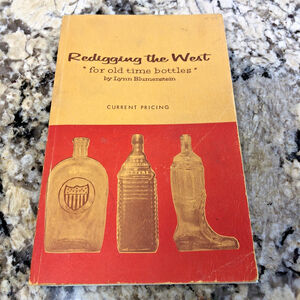 Redigging the West
* for old time bottles *
by Lynn Blumenstein
CURRENT PRICING